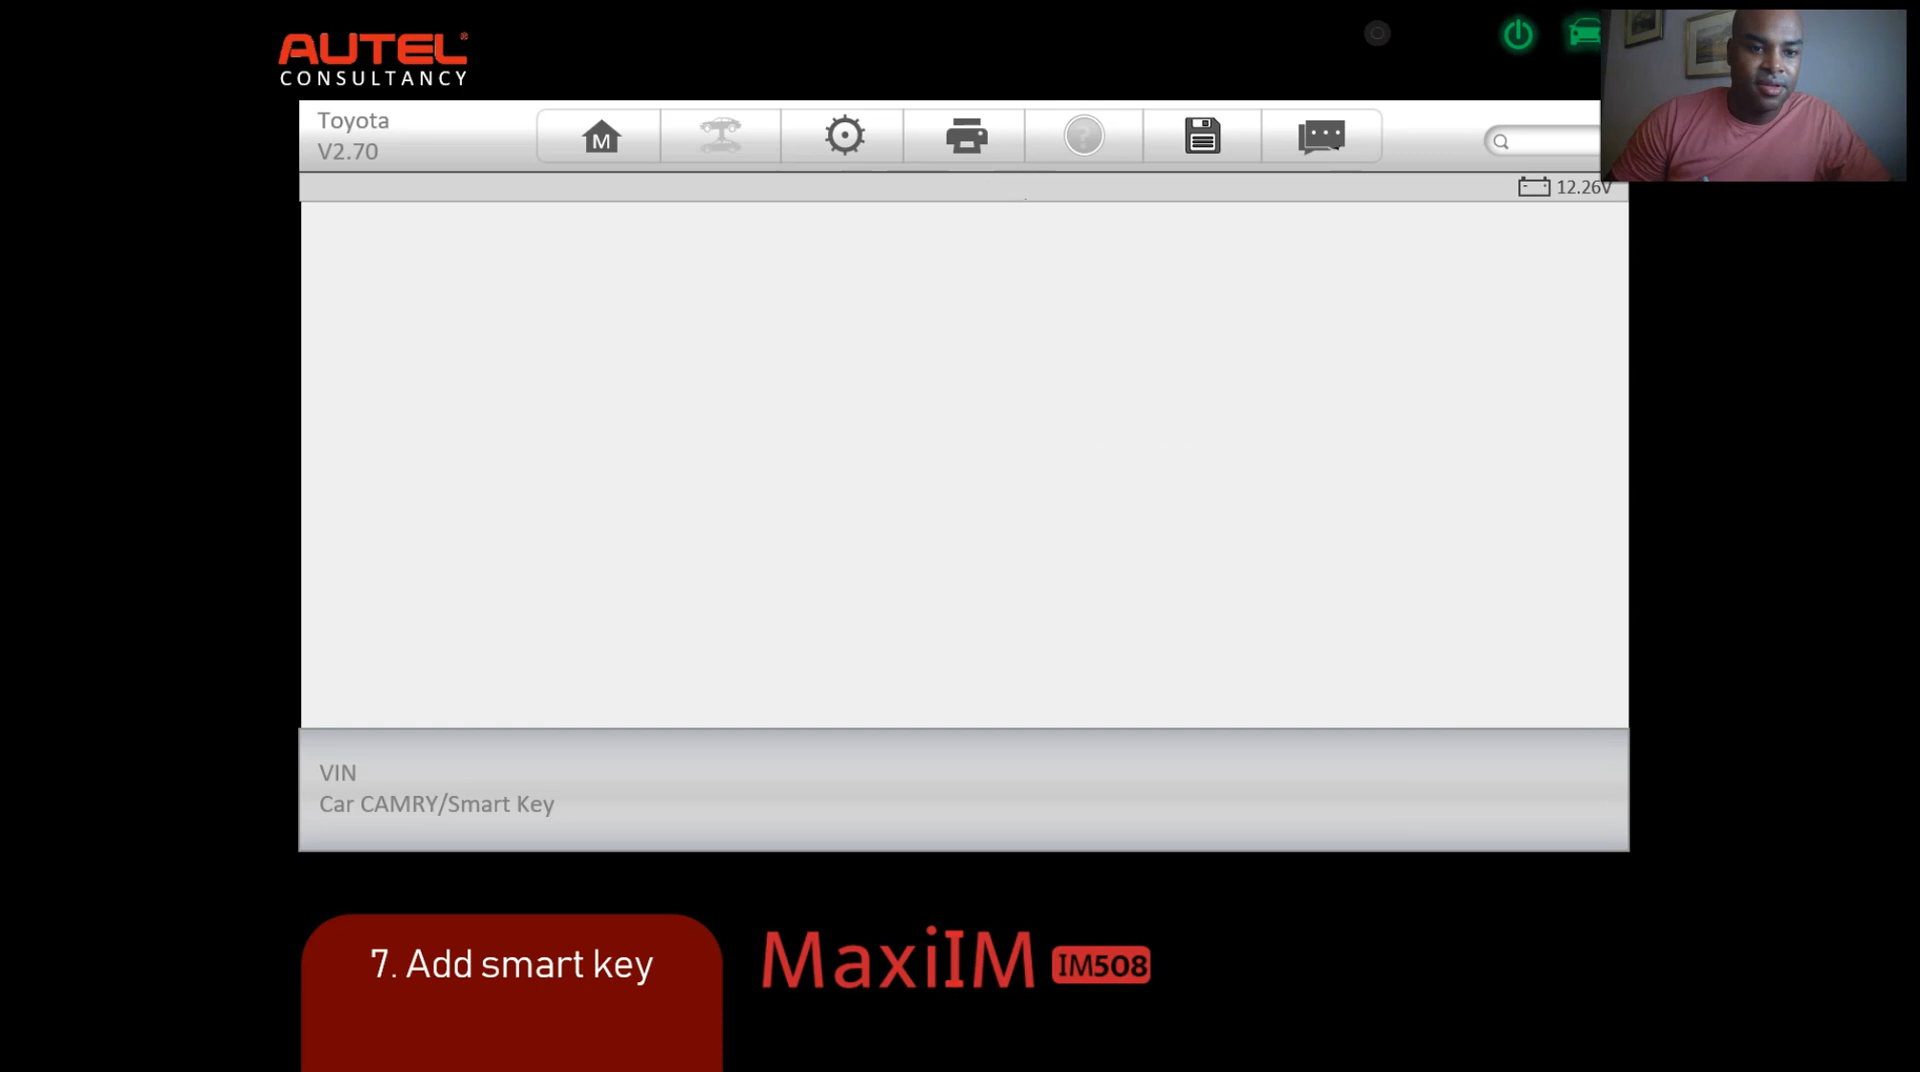 AUTEL®
CONSULTANCY
Toyota
V2.70
M
?
12.26V
VIN
Car CAMRY/Smart Key
7. Add smart key
MaxiIM IM508